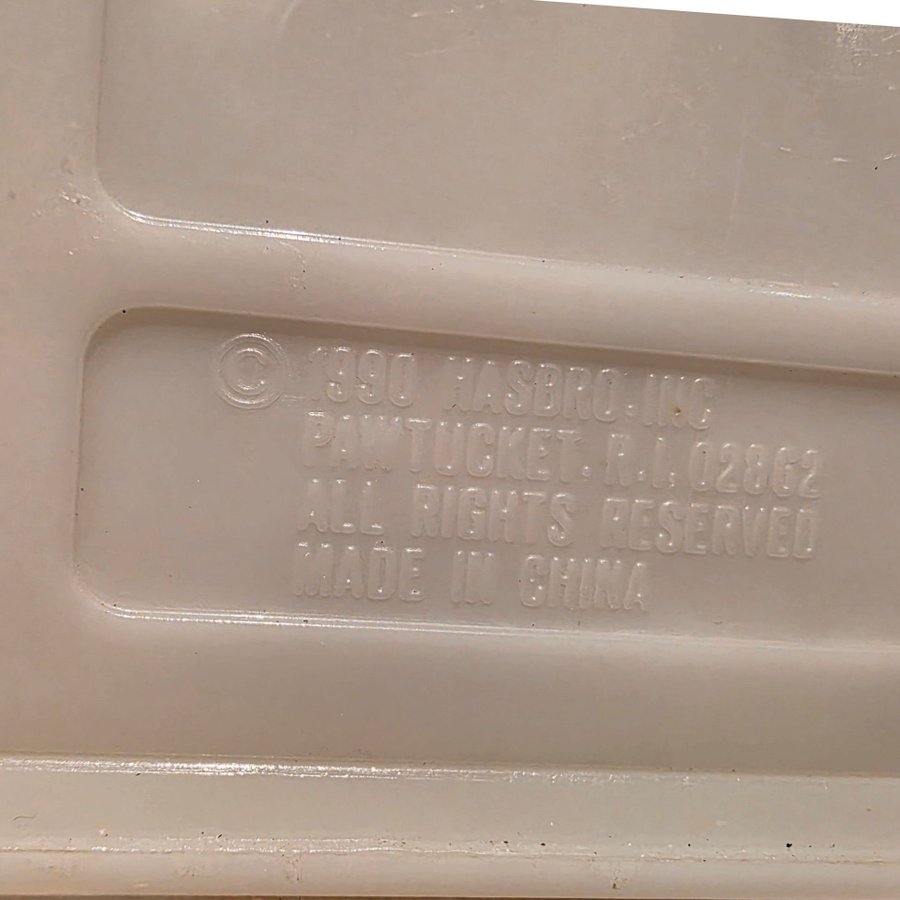 © 1990 HASBRO, INC
PAWTUCKET, R.I. 02862
ALL RIGHTS RESERVED
MADE IN CHINA